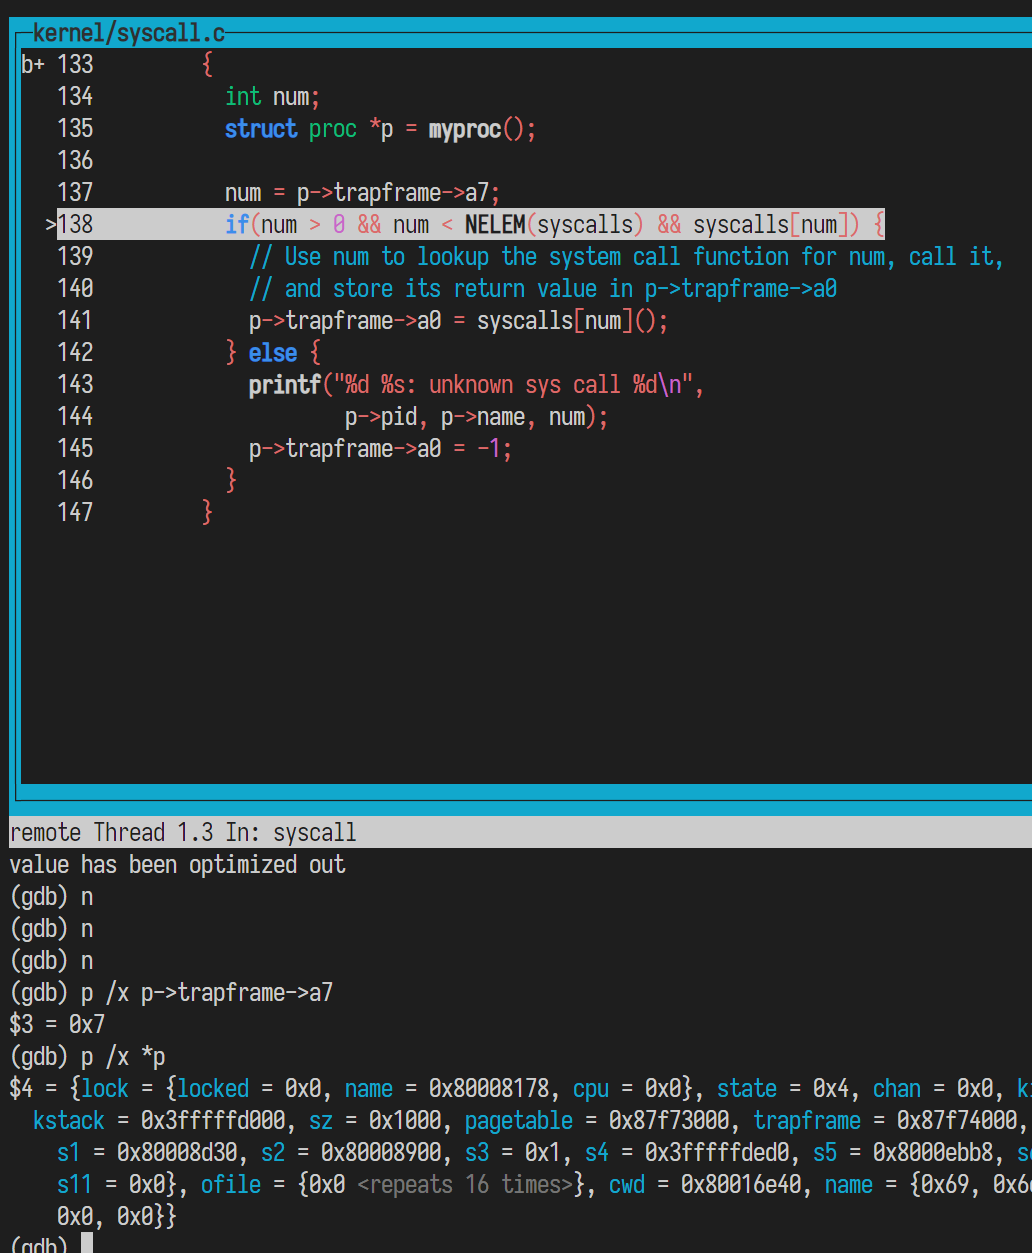 kernel/syscall.c
b+ 133 {
134 int num;
135 struct proc *p = myproc();
136
137 num = p->trapframe->a7;
>138 if(num > 0 && num < NELEM(syscalls) && syscalls[num]) {
139 // Use num to lookup the system call function for num, call it,
140 // and store its return value in p->trapframe->a0
141 p->trapframe->a0 = syscalls[num]();
142 } else {
143 printf("%d %s: unknown sys call %d\n",
144 p->pid, p->name, num);
145 p->trapframe->a0 = -1;
146 }
147 }
remote Thread 1.3 In: syscall
value has been optimized out
(gdb) n
(gdb) n
(gdb) n
(gdb) p /x p->trapframe->a7
$3 = 0x7
(gdb) p /x *p
$4 = {lock = {locked = 0x0, name = 0x80008178, cpu = 0x0}, state = 0x4, chan = 0x0,
kstack = 0x3fffffd000, sz = 0x1000, pagetable = 0x87f73000, trapframe = 0x87f74000,
s1 = 0x80008d30, s2 = 0x80008900, s3 = 0x1, s4 = 0x3fffffded0, s5 = 0x8000ebb8,
s11 = 0x0}, ofile = {0x0 <repeats 16 times>}, cwd = 0x80016e40, name = {0x69,
0x0, 0x0}}
(gdb)